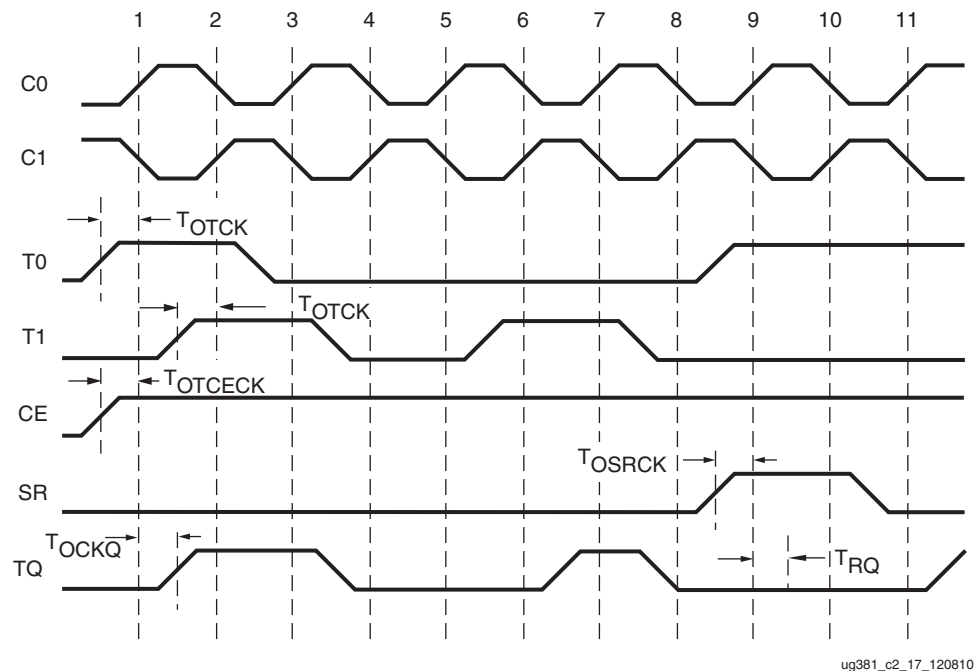 1 2 3 4 5 6 7 8 9 10 11
C0
C1
TOTCK
T0
TOTCK
T1
TOTCECK
CE
TOSRCK
SR
TOCKQ
TQ
TRQ
ug381_c2_17_120810